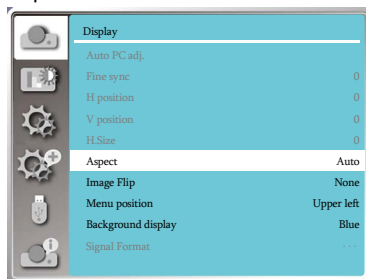 Display
Auto PC adj.
Fine sync 0
H position 0
V position 0
H.Size 0
Aspect Auto
Image Flip None
Menu position Upper left
Background display Blue
Signal Format ---